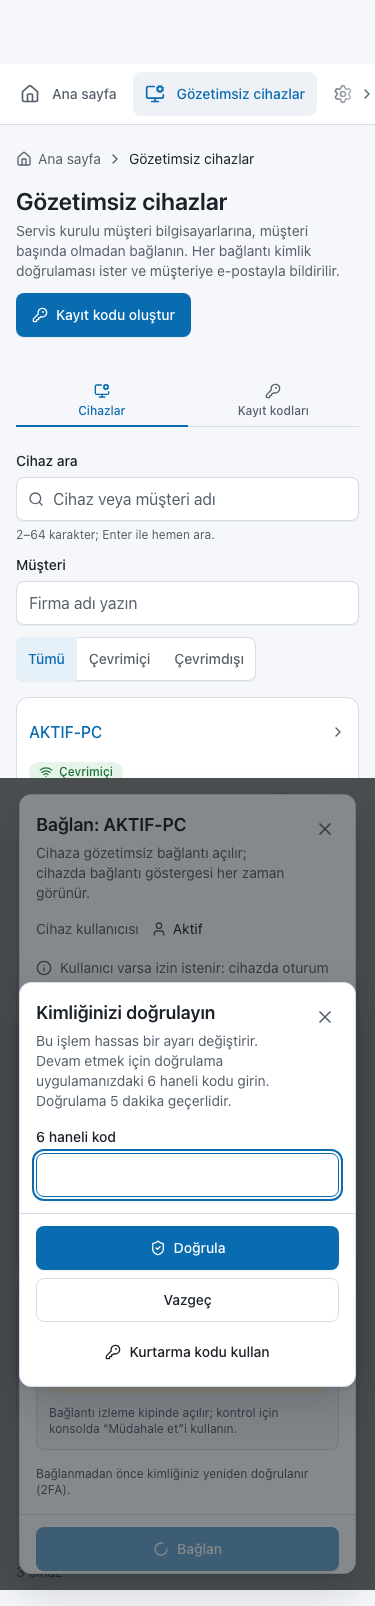 Ana sayfa
Gözetimsiz cihazlar
Ana sayfa
Gözetimsiz cihazlar
Gözetimsiz cihazlar
Servis kurulu müşteri bilgisayarlarına, müşteri
başında olmadan bağlanın. Her bağlantı kimlik
doğrulaması ister ve müşteriye e-postayla bildirilir.
Kayıt kodu oluştur
Cihazlar
Kayıt kodları
Cihaz ara
Cihaz veya müşteri adı
2–64 karakter; Enter ile hemen ara.
Müşteri
Firma adı yazın
Tümü
Çevrimiçi
Çevrimdışı
AKTIF-PC
Çevrimiçi
Bağlan: AKTIF-PC
Cihaza gözetimsiz bağlantı açılır;
cihazda bağlantı göstergesi her zaman
görünür.
Cihaz kullanıcısı
Aktif
Kullanıcı varsa izin istenir: cihazda oturum
Kimliğinizi doğrulayın
Bu işlem hassas bir ayarı değiştirir.
Devam etmek için doğrulama
uygulamanızdaki 6 haneli kodu girin.
Doğrulama 5 dakika geçerlidir.
6 haneli kod
Doğrula
Vazgeç
Kurtarma kodu kullan
Bağlantı izleme kipinde açılır; kontrol için
konsolda “Müdahale et”i kullanın.
Bağlanmadan önce kimliğiniz yeniden doğrulanır
(2FA).
Bağlan
3 cihaz